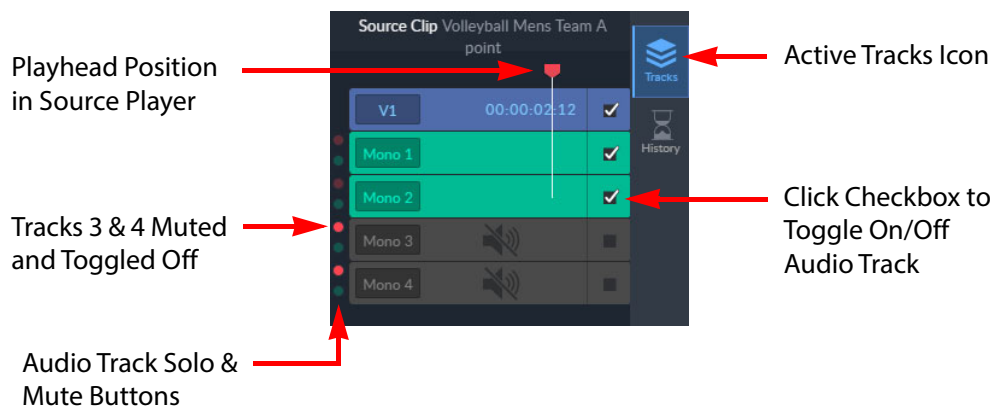 Source Clip Volleyball Mens Team A
point
Playhead Position
in Source Player
Active Tracks Icon
Tracks
V1 00:00:02:12
History
Mono 1
Mono 2
Click Checkbox to
Toggle On/Off
Audio Track
Tracks 3 & 4 Muted
and Toggled Off
Mono 3
Mono 4
Audio Track Solo &
Mute Buttons